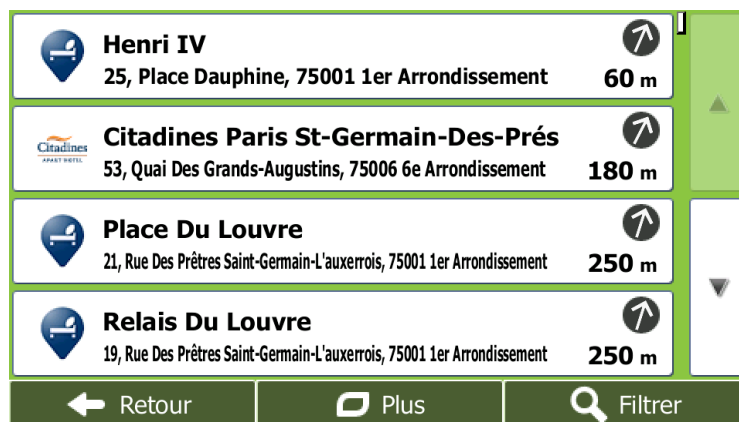 Henri IV
25, Place Dauphine, 75001 1er Arrondissement
60 m
Citadines
APART'HOTEL
Citadines Paris St-Germain-Des-Prés
53, Quai Des Grands-Augustins, 75006 6e Arrondissement
180 m
Place Du Louvre
21, Rue Des Prêtres Saint-Germain-L'auxerrois, 75001 1er Arrondissement
250 m
Relais Du Louvre
19, Rue Des Prêtres Saint-Germain-L'auxerrois, 75001 1er Arrondissement
250 m
Retour
Plus
Filtrer